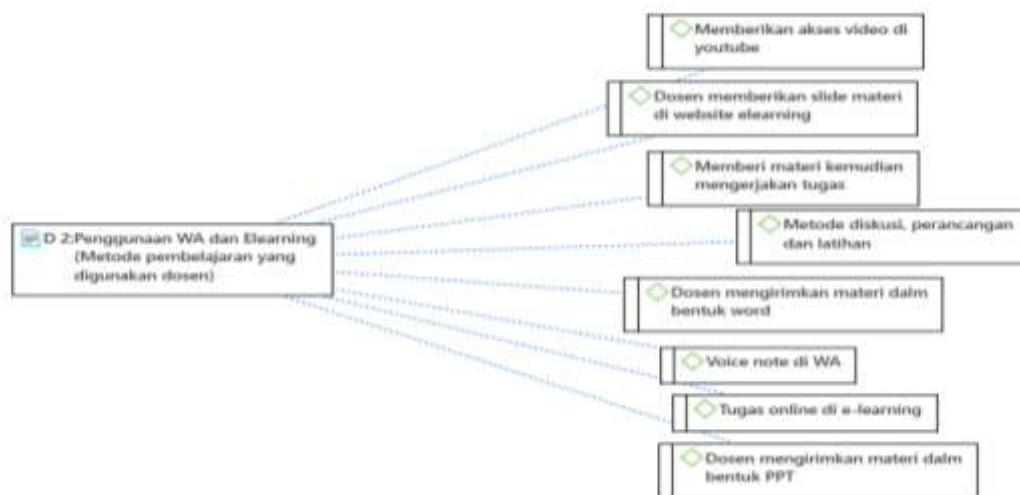 Memberikan akses video di
youtube
Dosen memberikan slide materi
di website elearning
Memberi materi kemudian
mengerjakan tugas
D 2:Penggunaan WA dan Elearning
(Metode pembelajaran yang
digunakan dosen)
Metode diskusi, perancangan
dan latihan
Dosen mengirimkan materi dalm
bentuk word
Voice note di WA
Tugas online di e-learning
Dosen mengirimkan materi dalm
bentuk PPT